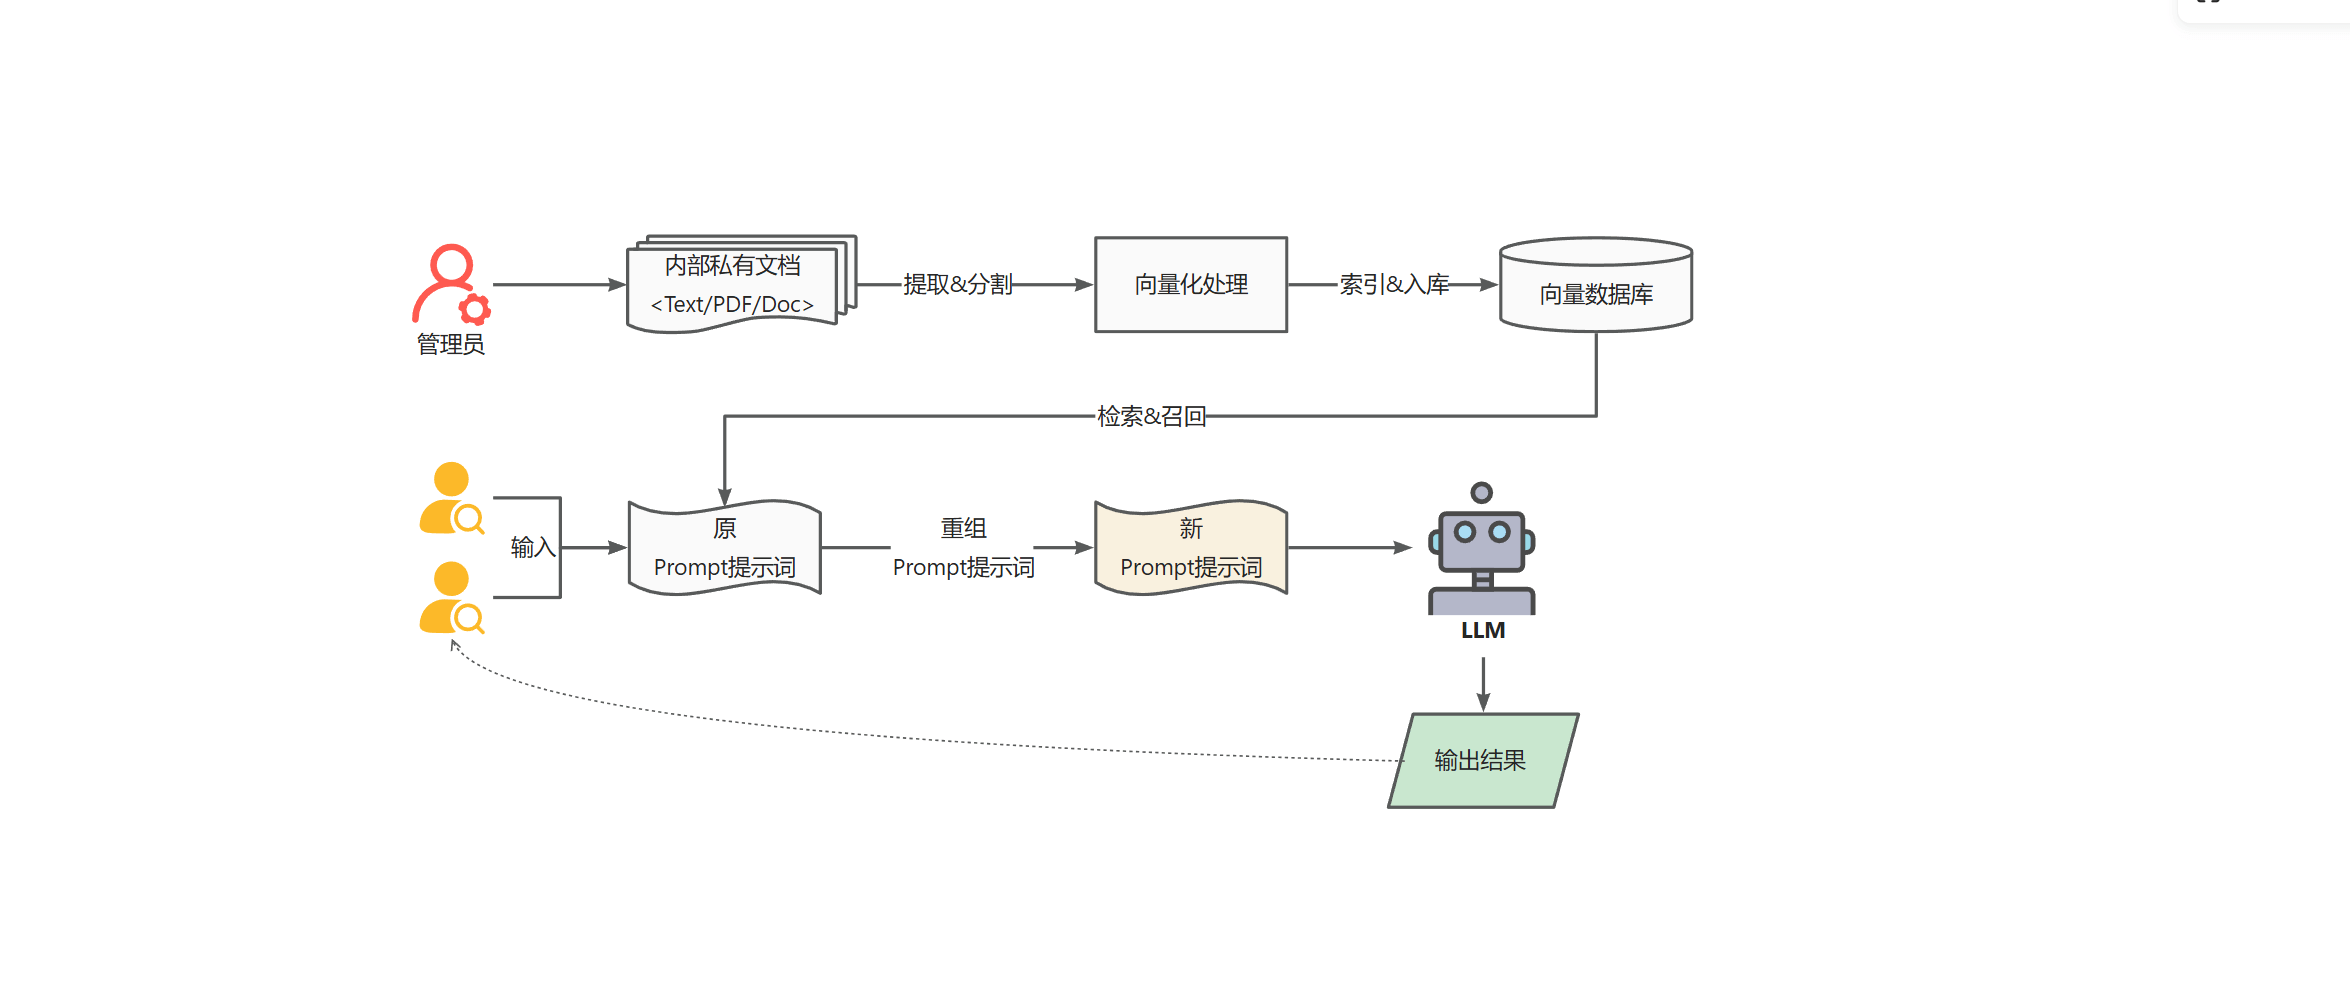 内部私有文档
<Text/PDF/Doc>
提取&分割
向量化处理
索引&入库
向量数据库
管理员
检索&召回
输入
原
Prompt提示词
重组
Prompt提示词
新
Prompt提示词
LLM
输出结果